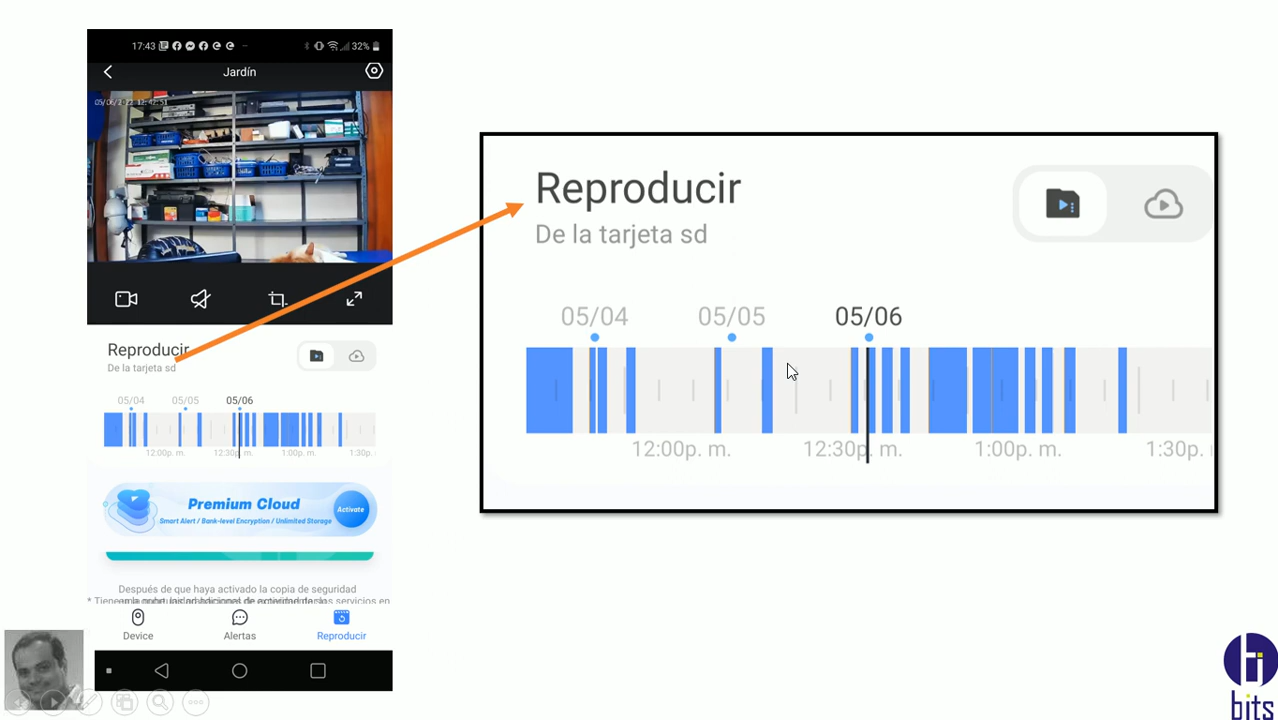 17:43
32%
Jardín
Reproducir
De la tarjeta sd
05/04 05/05 05/06
12:00p. m. 12:30p. m. 1:00p. m. 1:30p.
Premium Cloud
Smart Alert / Bank-level Encryption / Unlimited Storage
Activate
Después de que haya activado la copia de seguridad
Device Alertas Reproducir
Reproducir
De la tarjeta sd
05/04 05/05 05/06
12:00p. m. 12:30p. m. 1:00p. m. 1:30p.
bits